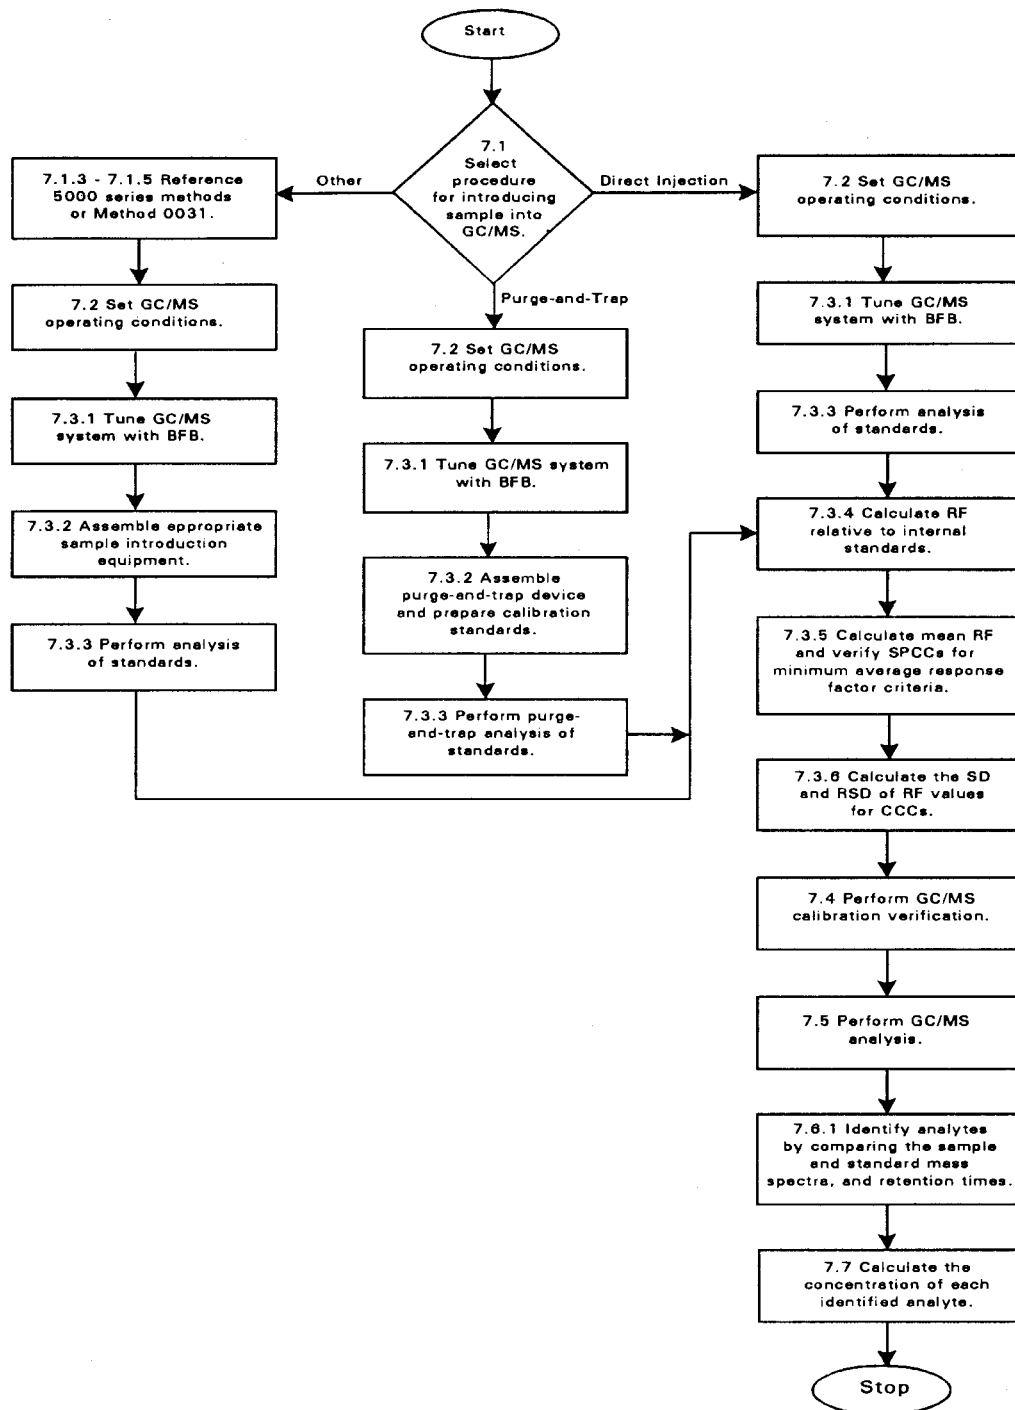 Start
7.1
Select
procedure
for introducing
sample into
GC/MS.
Other
Direct Injection
Purge-and-Trap
7.1.3 - 7.1.5 Reference
5000 series methods
or Method 0031.
7.2 Set GC/MS
operating conditions.
7.3.1 Tune GC/MS
system with BFB.
7.3.2 Assemble appropriate
sample introduction
equipment.
7.3.3 Perform analysis
of standards.
7.2 Set GC/MS
operating conditions.
7.3.1 Tune GC/MS system
with BFB.
7.3.2 Assemble
purge-and-trap device
and prepare calibration
standards.
7.3.3 Perform purge-
and-trap analysis of
standards.
7.2 Set GC/MS
operating conditions.
7.3.1 Tune GC/MS
system with BFB.
7.3.3 Perform analysis
of standards.
7.3.4 Calculate RF
relative to internal
standards.
7.3.5 Calculate mean RF
and verify SPCCs for
minimum average response
factor criteria.
7.3.6 Calculate the SD
and RSD of RF values
for CCCs.
7.4 Perform GC/MS
calibration verification.
7.5 Perform GC/MS
analysis.
7.6.1 Identify analytes
by comparing the sample
and standard mass
spectra, and retention times.
7.7 Calculate the
concentration of each
identified analyte.
Stop